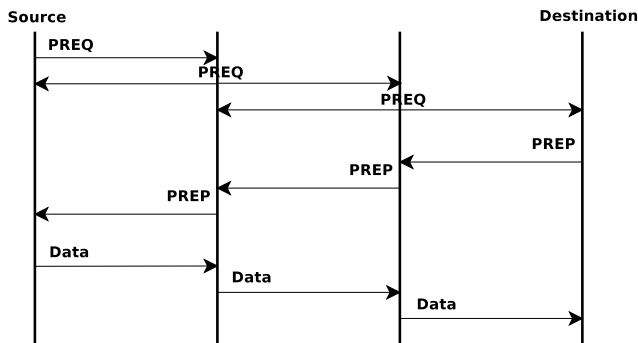 Source
Destination
PREQ
PREQ
PREQ
PREP
PREP
PREP
Data
Data
Data